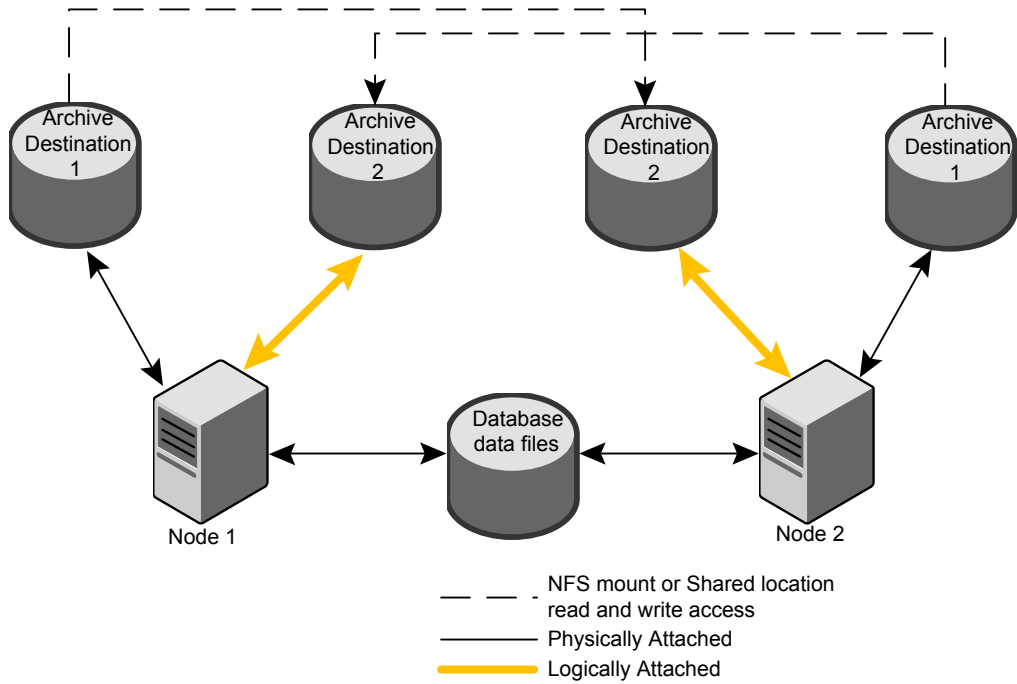 Archive
Destination
1
Archive
Destination
2
Archive
Destination
2
Archive
Destination
1
Database
data files
Node 1
Node 2
NFS mount or Shared location
read and write access
Physically Attached
Logically Attached